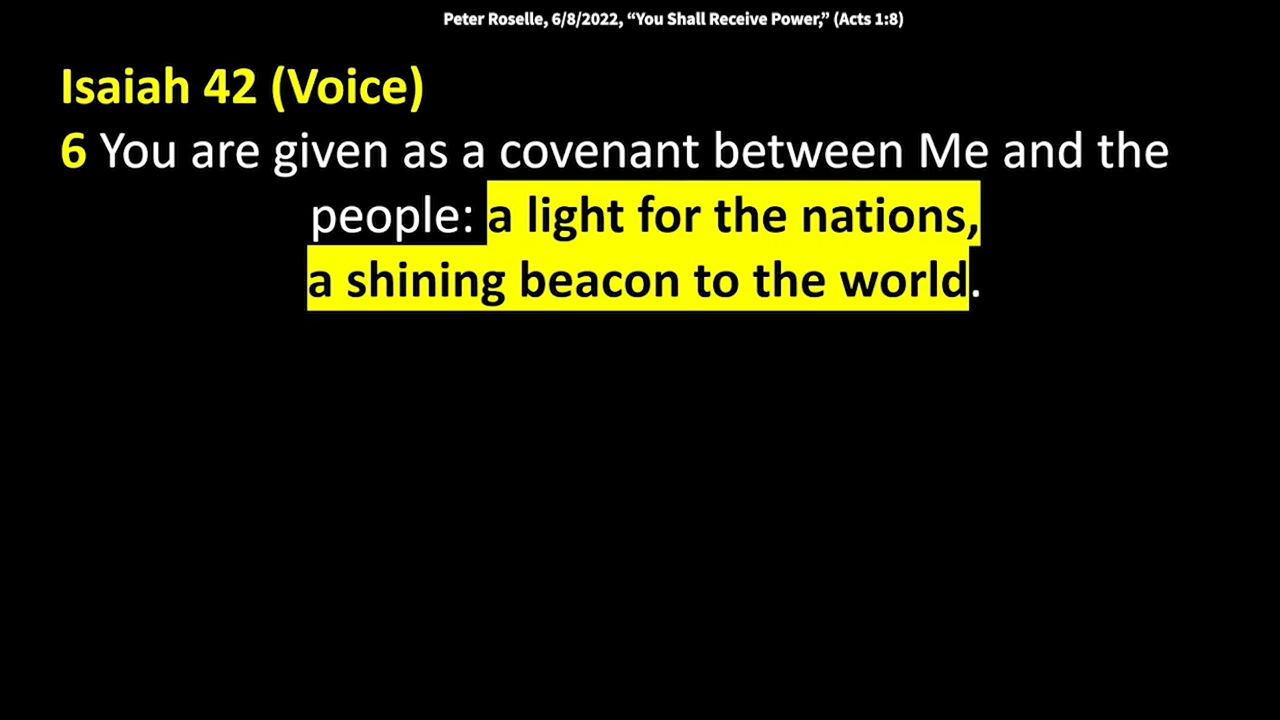 Peter Roselle, 6/8/2022, “You Shall Receive Power,” (Acts 1:8)
Isaiah 42 (Voice)
6 You are given as a covenant between Me and the
people: a light for the nations,
a shining beacon to the world.